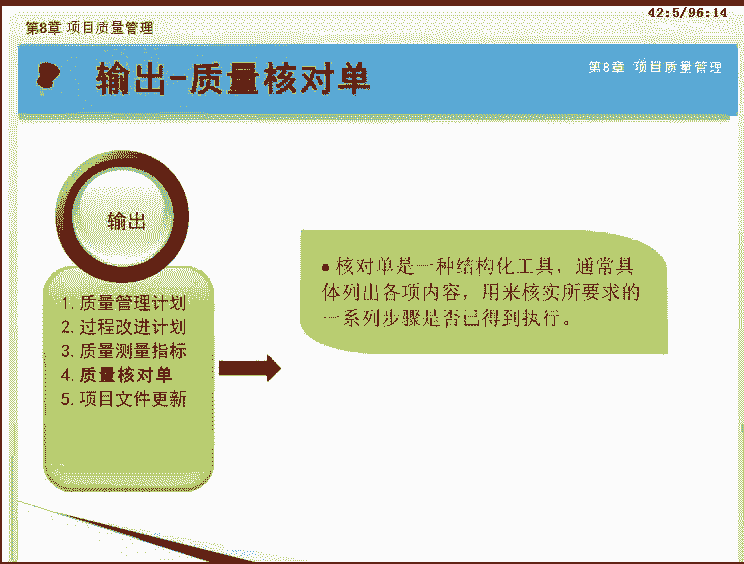 42:5/96:14
第8章 项目质量管理
输出-质量核对单
第8章 项目质量管理
输出
1. 质量管理计划
2. 过程改进计划
3. 质量测量指标
4. 质量核对单
5. 项目文件更新
● 核对单是一种结构化工具，通常具
体列出各项内容，用来核实所要求的
一系列步骤是否已得到执行。